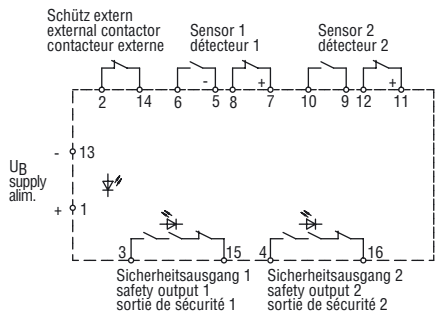 Schütz extern
external contactor
contacteur externe
Sensor 1
détecteur 1
Sensor 2
détecteur 2
- + +
2 14 6 5 8 7 10 9 12 11
UB
supply
alim.
- 13
+ 1
3 15 4 16
Sicherheitsausgang 1
safety output 1
sortie de sécurité 1
Sicherheitsausgang 2
safety output 2
sortie de sécurité 2